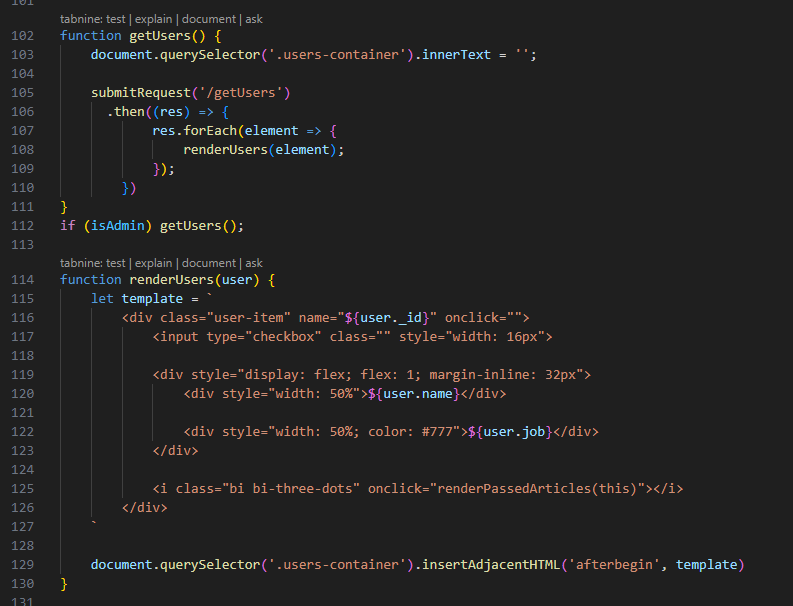 101
tabnine: test | explain | document | ask
102 function getUsers() {
103 document.querySelector('.users-container').innerText = '';
104
105 submitRequest('/getUsers')
106 .then((res) => {
107 res.forEach(element => {
108 renderUsers(element);
109 });
110 })
111 }
112 if (isAdmin) getUsers();
113
tabnine: test | explain | document | ask
114 function renderUsers(user) {
115 let template = `
116 <div class="user-item" name="${user._id}" onclick="">
117 <input type="checkbox" class="" style="width: 16px">
118
119 <div style="display: flex; flex: 1; margin-inline: 32px">
120 <div style="width: 50%">${user.name}</div>
121
122 <div style="width: 50%; color: #777">${user.job}</div>
123 </div>
124
125 <i class="bi bi-three-dots" onclick="renderPassedArticles(this)"></i>
126 </div>
127 `
128
129 document.querySelector('.users-container').insertAdjacentHTML('afterbegin', template)
130 }
131